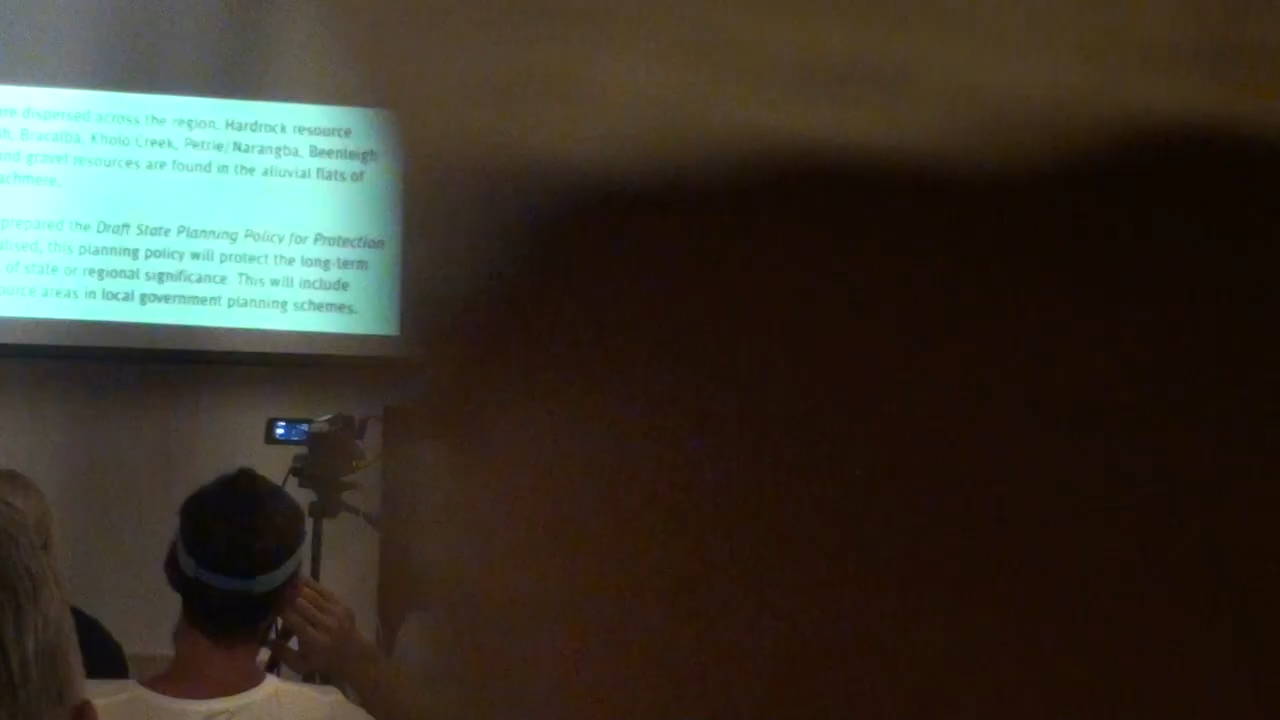 are dispersed across the region. Hardrock resource
Bracalba, Kholo Creek, Petrie/Narangba, Beenleigh
and gravel resources are found in the alluvial flats of
achmere.
prepared the Draft State Planning Policy for Protection
alised, this planning policy will protect the long-term
of state or regional significance. This will include
ource areas in local government planning schemes.